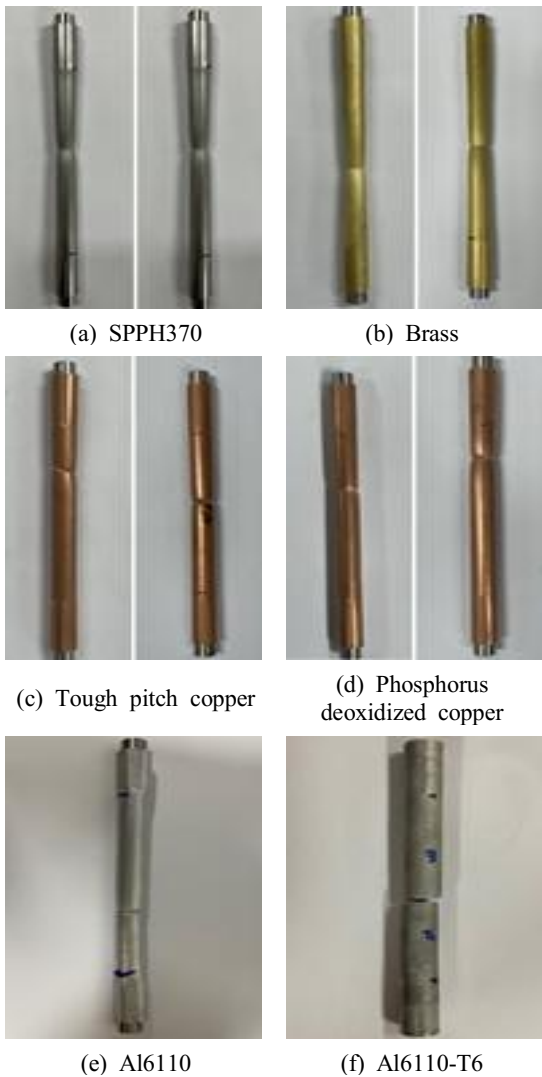 (a) SPPH370
(b) Brass
(c) Tough pitch copper
(d) Phosphorus
deoxidized copper
(e) Al6110
(f) Al6110-T6